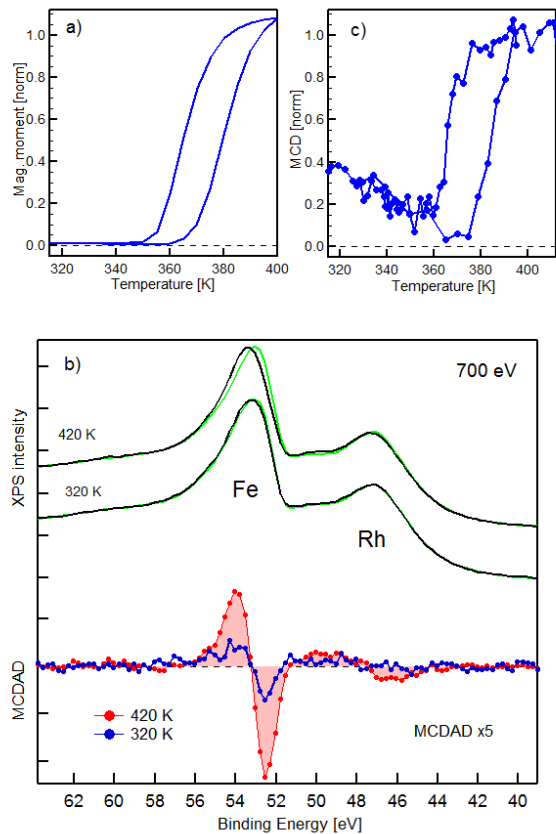 a)
Mag. moment [norm]
1.0
0.8
0.6
0.4
0.2
0.0
320 340 360 380 400
Temperature [K]
c)
MCD [norm]
1.0
0.8
0.6
0.4
0.2
0.0
320 340 360 380 400
Temperature [K]
b)
700 eV
XPS intensity
420 K
320 K
Fe
Rh
MCDAD
420 K
320 K
MCDAD x5
62 60 58 56 54 52 50 48 46 44 42 40
Binding Energy [eV]